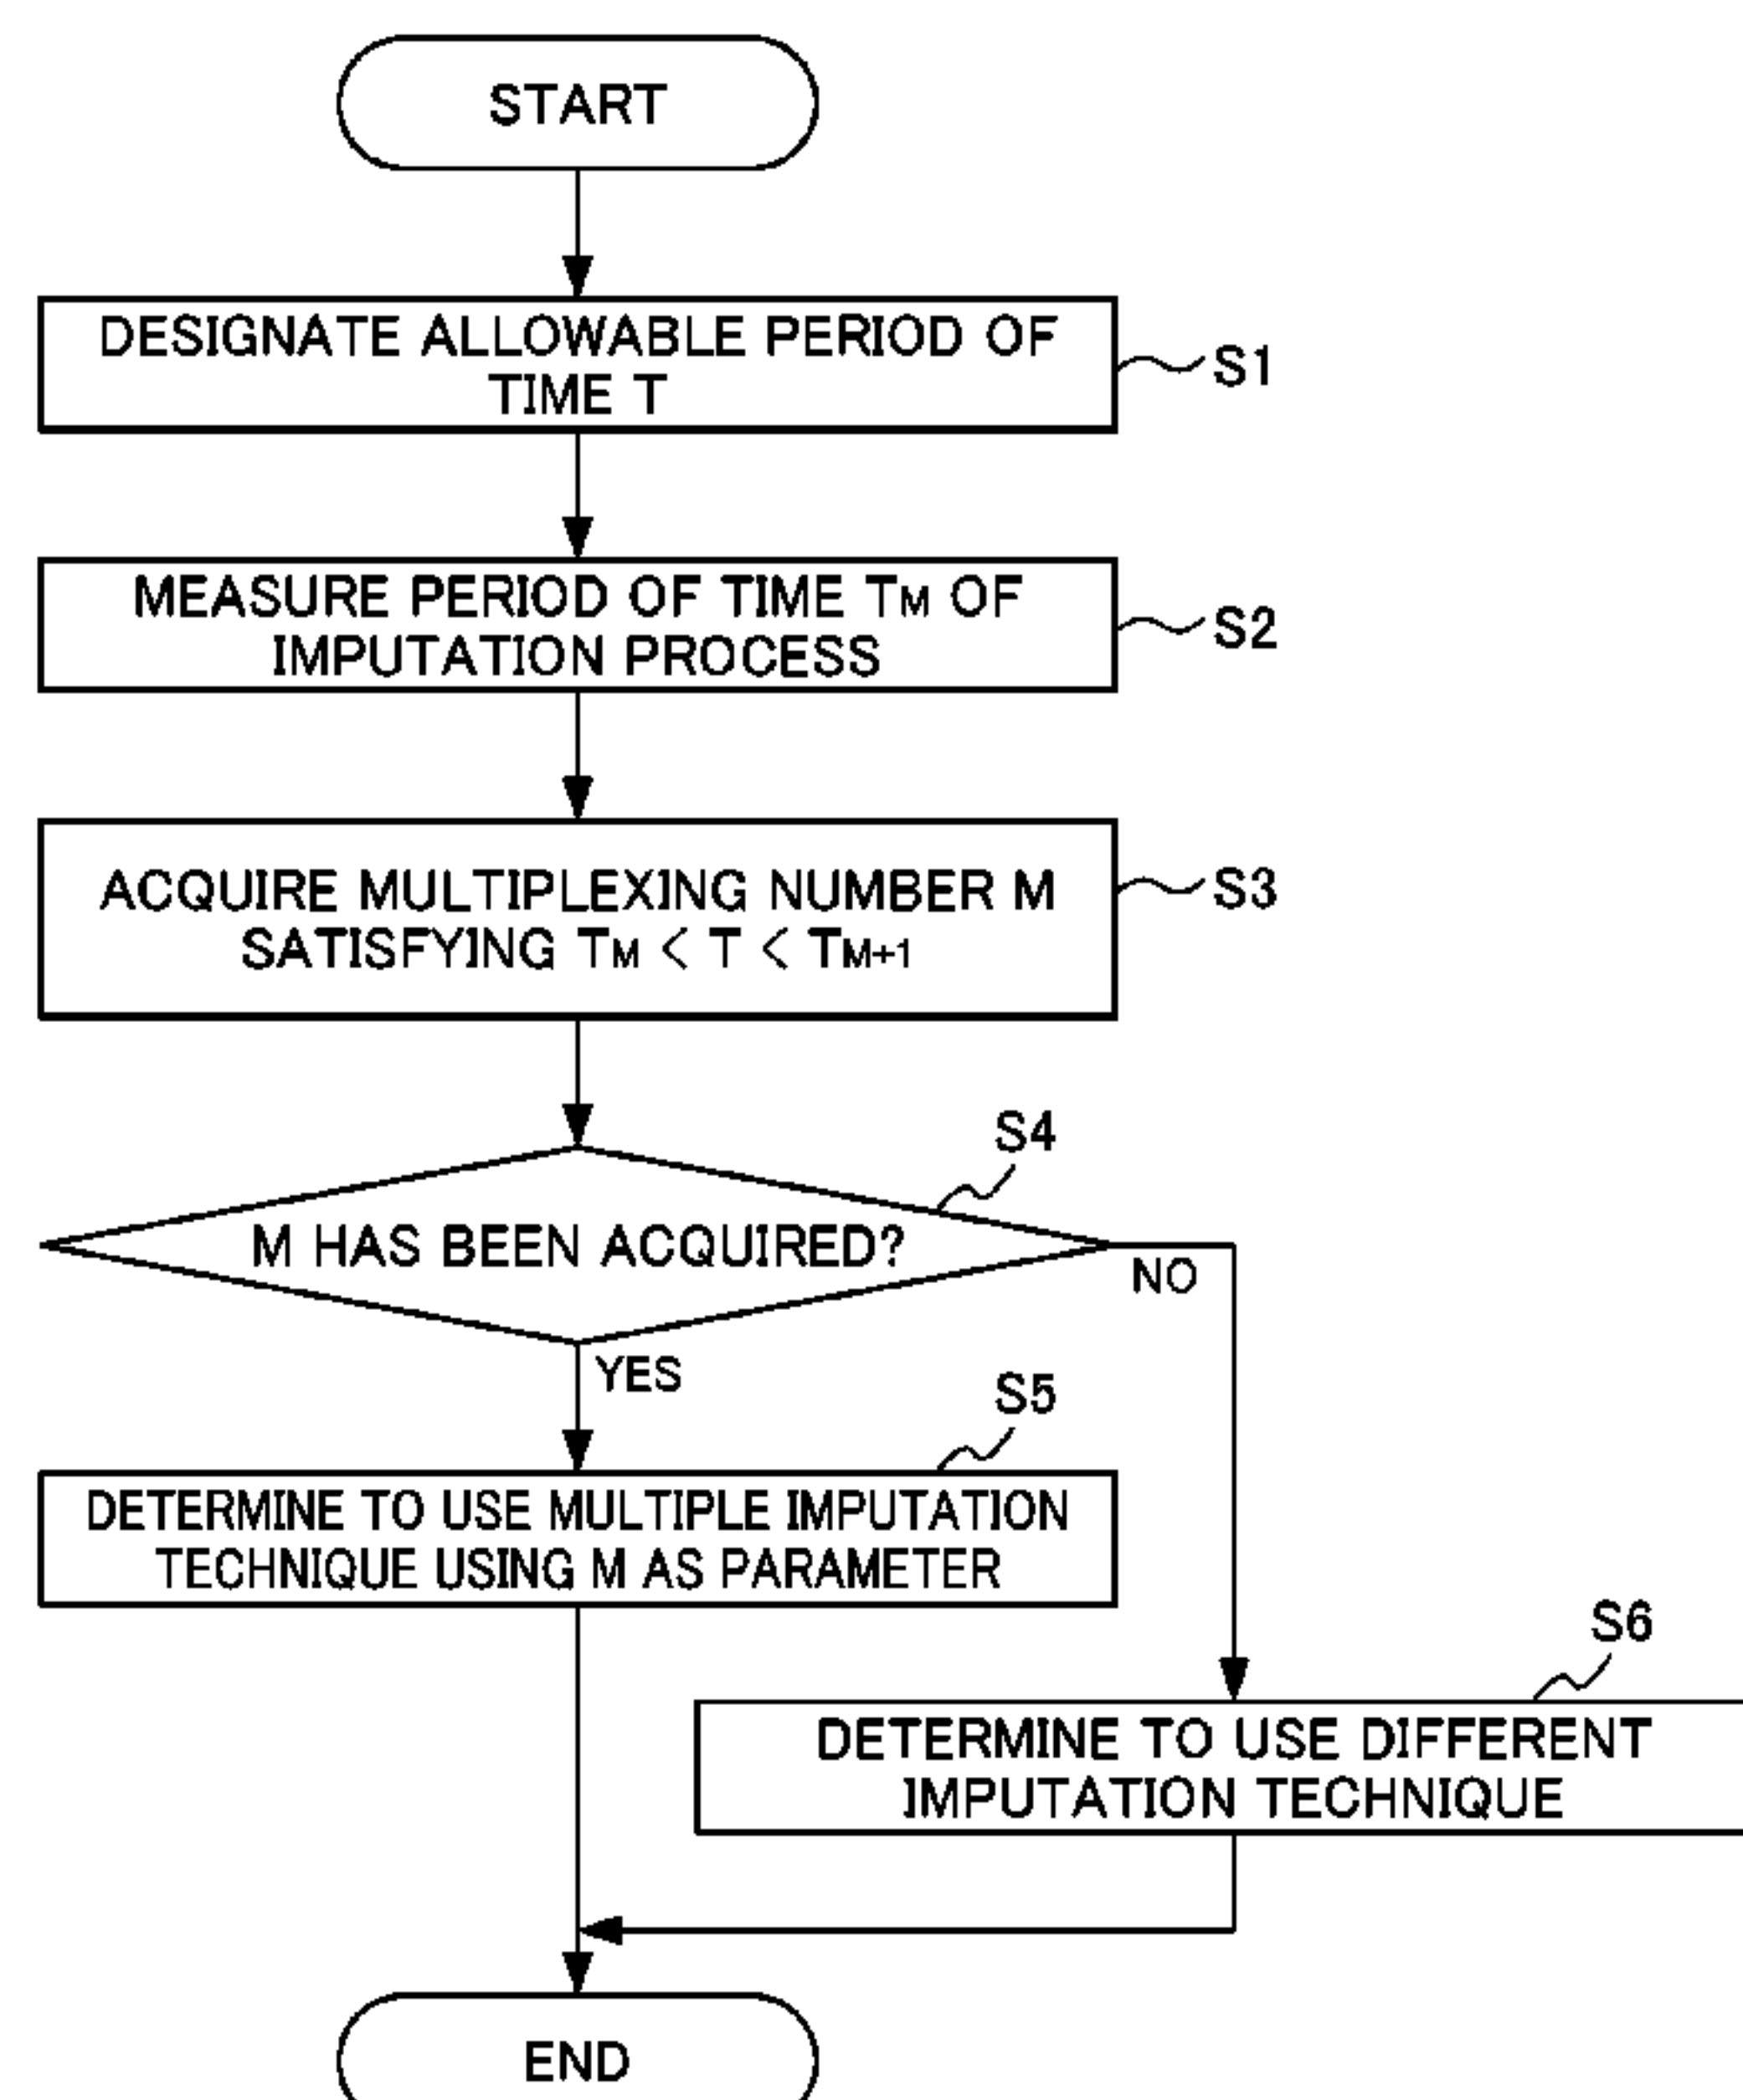 START
DESIGNATE ALLOWABLE PERIOD OF
TIME T
S1
MEASURE PERIOD OF TIME TM OF
IMPUTATION PROCESS
S2
ACQUIRE MULTIPLEXING NUMBER M
SATISFYING TM < T < TM+1
S3
S4
M HAS BEEN ACQUIRED?
NO
YES
S5
DETERMINE TO USE MULTIPLE IMPUTATION
TECHNIQUE USING M AS PARAMETER
S6
DETERMINE TO USE DIFFERENT
IMPUTATION TECHNIQUE
END